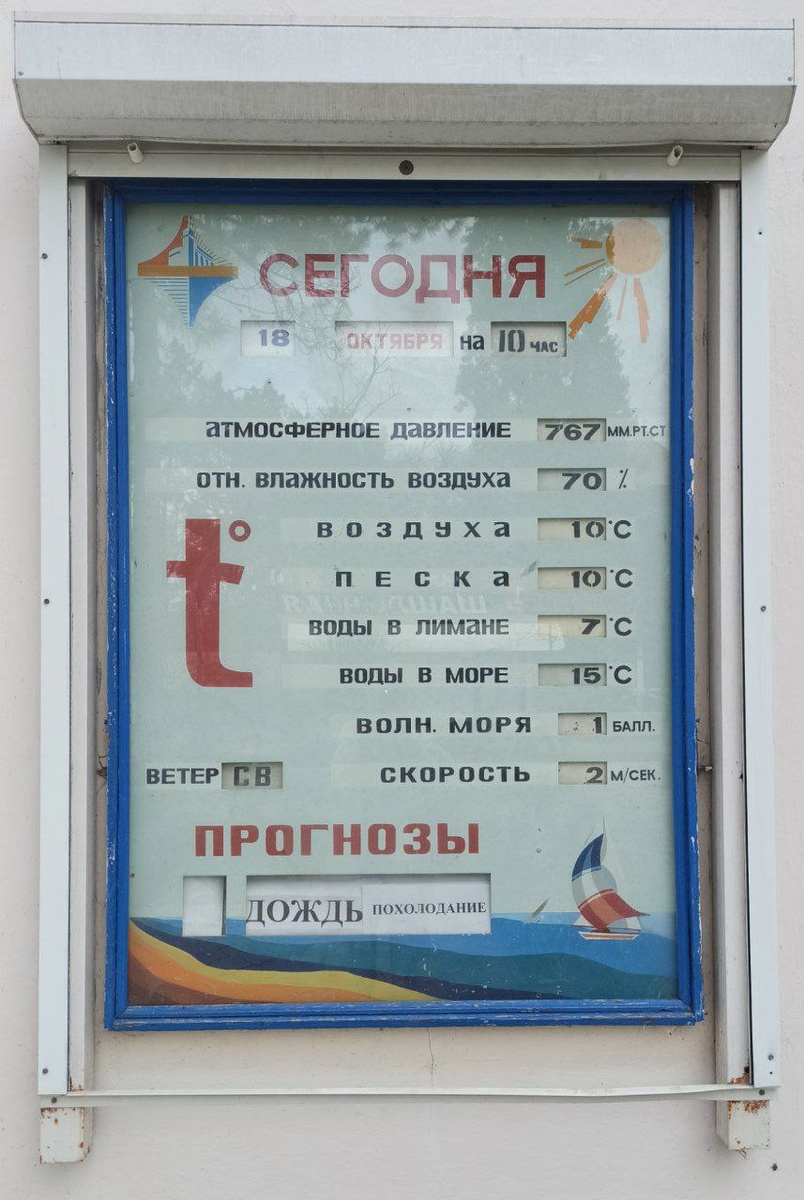 СЕГОДНЯ
18 ОКТЯБРЯ на 10 ЧАС
атмосферное давление 767 ММ.РТ.СТ
отн. влажность воздуха 70 %
t° воздуха 10 °C
песка 10 °C
воды в лимане 7 °C
воды в море 15 °C
волн. моря 1 БАЛЛ.
ВЕТЕР СВ скорость 2 М/СЕК.
ПРОГНОЗЫ
ДОЖДЬ ПОХОЛОДАНИЕ